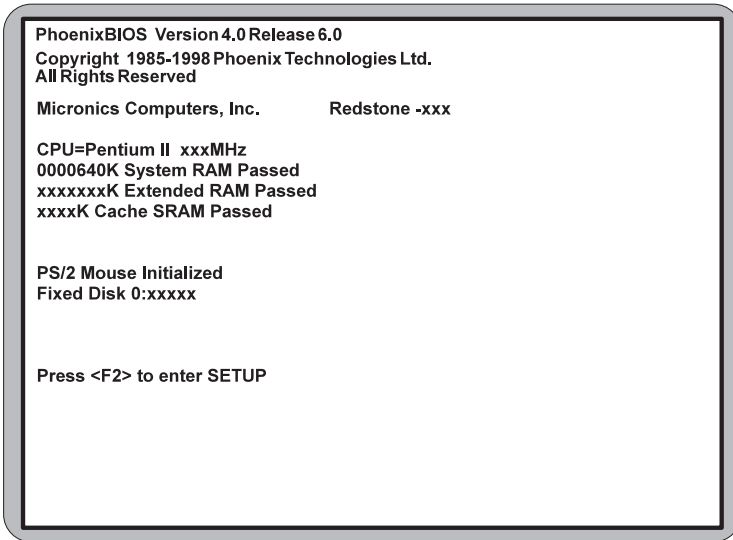 PhoenixBIOS Version 4.0 Release 6.0
Copyright 1985-1998 Phoenix Technologies Ltd.
All Rights Reserved
Micronics Computers, Inc. Redstone -xxx
CPU=Pentium II xxxMHz
0000640K System RAM Passed
xxxxxxxK Extended RAM Passed
xxxxK Cache SRAM Passed
PS/2 Mouse Initialized
Fixed Disk 0:xxxxx
Press <F2> to enter SETUP